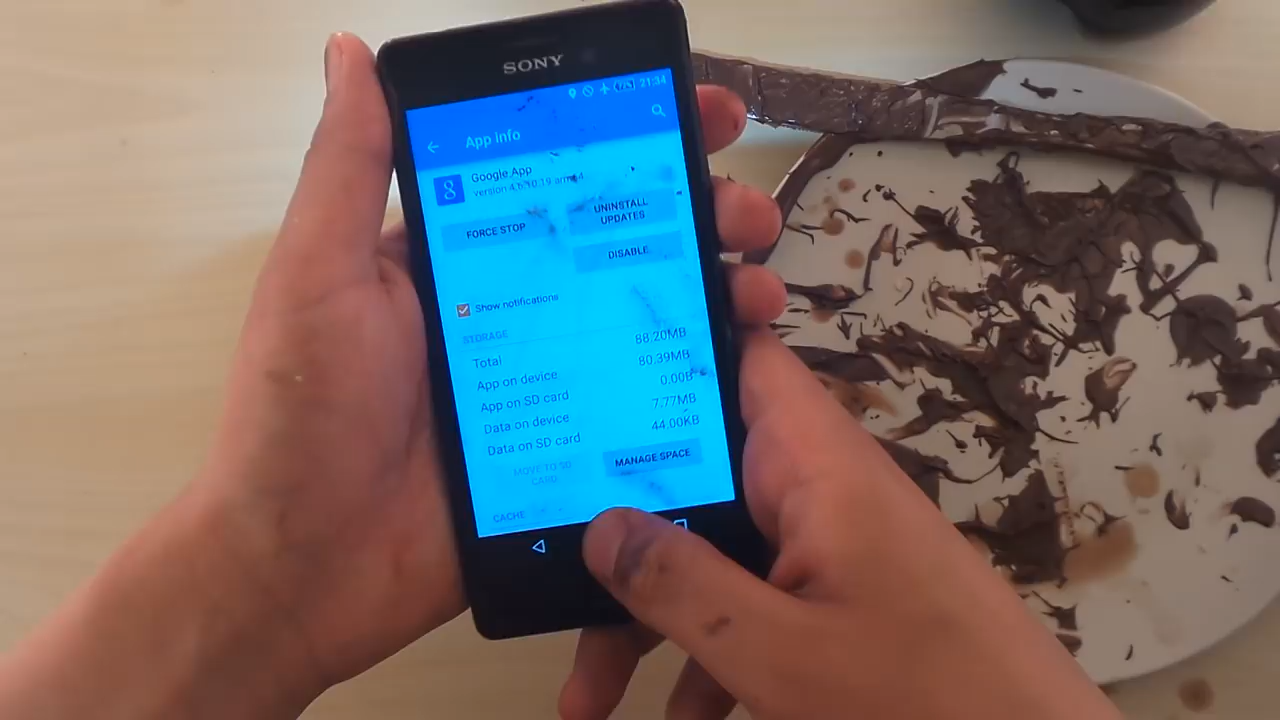 SONY
21:34
App info
Google App
FORCE STOP
UNINSTALL
UPDATES
DISABLE
Show notifications
STORAGE
Total 88.20MB
App on device 80.39MB
App on SD card 0.00B
Data on device 7.77MB
Data on SD card 44.00KB
MOVE TO SD
CARD
MANAGE SPACE
CACHE